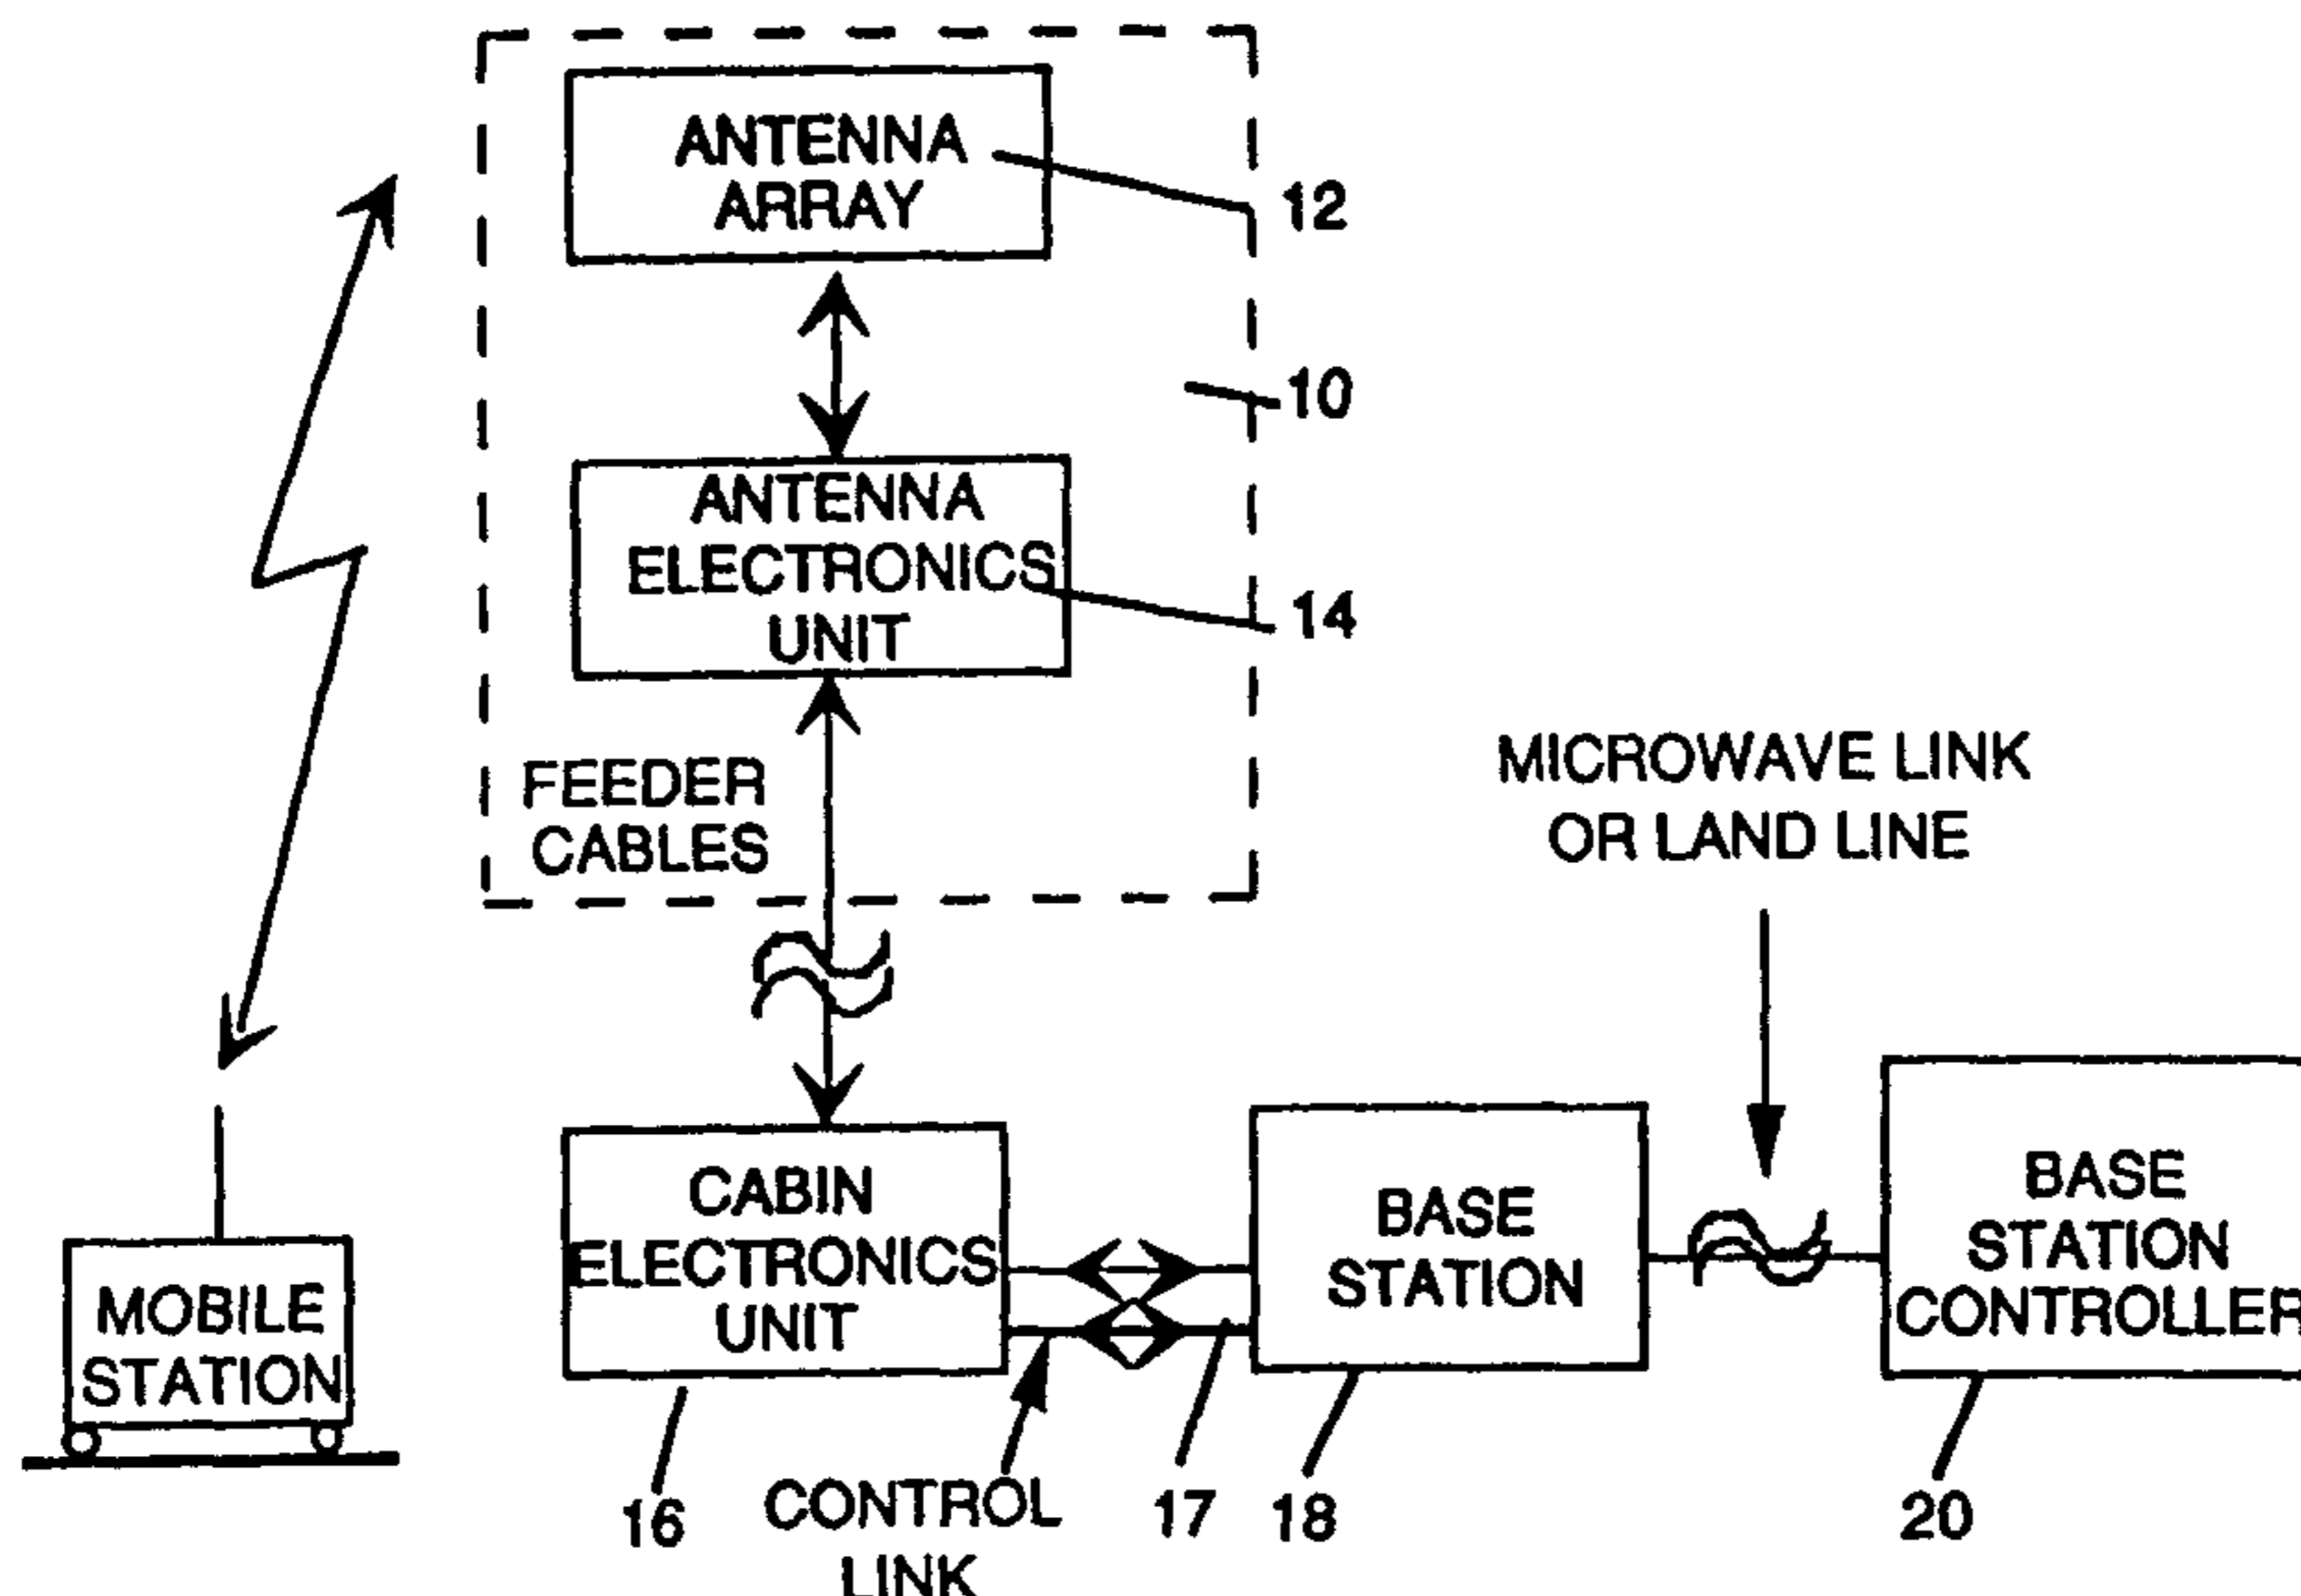 ANTENNA
ARRAY
12
10
ANTENNA
ELECTRONICS
UNIT
14
FEEDER
CABLES
MICROWAVE LINK
OR LAND LINE
MOBILE
STATION
CABIN
ELECTRONICS
UNIT
BASE
STATION
BASE
STATION
CONTROLLER
16
CONTROL
LINK
17
18
20